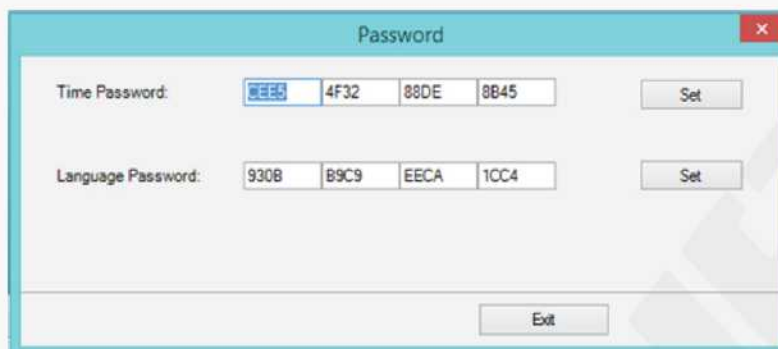 Password
Time Password: CEE5 4F32 88DE 8B45 Set
Language Password: 930B B9C9 EECA 1CC4 Set
Exit